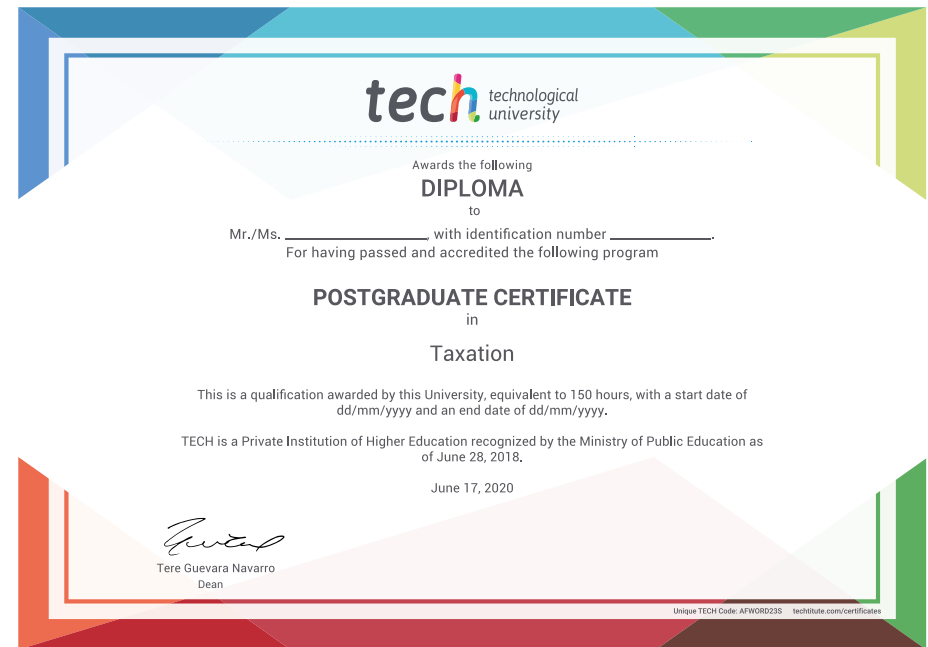 tech technological
university
Awards the following
DIPLOMA
to
Mr./Ms. ____________________, with identification number ______________.
For having passed and accredited the following program
POSTGRADUATE CERTIFICATE
in
Taxation
This is a qualification awarded by this University, equivalent to 150 hours, with a start date of
dd/mm/yyyy and an end date of dd/mm/yyyy.
TECH is a Private Institution of Higher Education recognized by the Ministry of Public Education as
of June 28, 2018.
June 17, 2020
Tere Guevara Navarro
Dean
Unique TECH Code: AFWORD23S techtitute.com/certificates